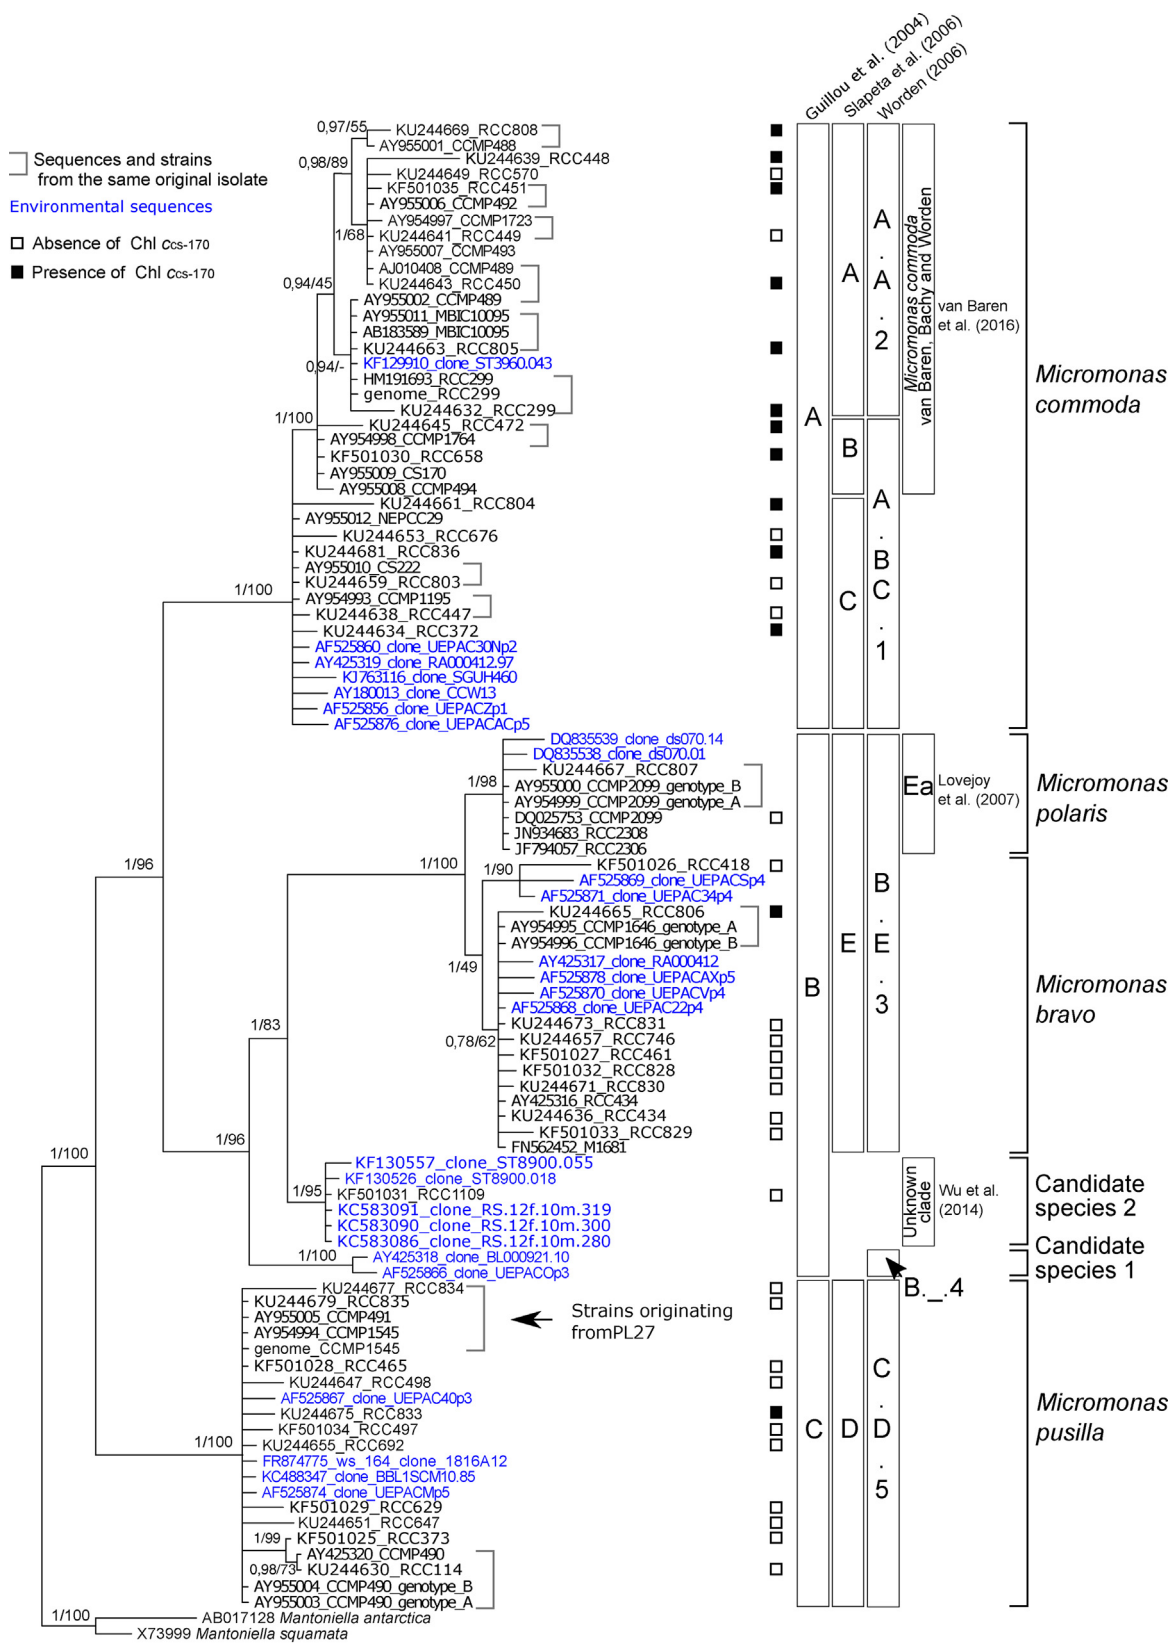 Guillou et al. (2004)
Slapeta et al. (2006)
Worden (2006)
Sequences and strains
from the same original isolate
Environmental sequences
Absence of Chl cCS-170
Presence of Chl cCS-170
0,97/55
KU244669_RCC808
AY955001_CCMP488
0,98/89
KU244639_RCC448
KU244649_RCC570
KF501035_RCC451
AY955006_CCMP492
AY954997_CCMP1723
1/68
KU244641_RCC449
AY955007_CCMP493
AJ010408_CCMP489
0,94/45
KU244643_RCC450
AY955002_CCMP489
AY955011_MBIC10095
AB183589_MBIC10095
KU244663_RCC805
0,94/-
KF129910_clone_ST3960.043
HM191693_RCC299
genome_RCC299
KU244632_RCC299
1/100
KU244645_RCC472
AY954998_CCMP1764
KF501030_RCC658
AY955009_CS170
AY955008_CCMP494
KU244661_RCC804
AY955012_NEPCC29
KU244653_RCC676
KU244681_RCC836
AY955010_CS222
1/100
KU244659_RCC803
AY954993_CCMP1195
KU244638_RCC447
KU244634_RCC372
AF525860_clone_UEPAC30Np2
AY425319_clone_RA000412.97
KJ763116_clone_SGUH460
AY180013_clone_CCW13
AF525856_clone_UEPACZp1
AF525876_clone_UEPACACp5
A
A
B
C
A
.
A
.
2
A
.
B
C
.
1
Micromonas commoda
van Baren, Bachy and Worden
van Baren
et al. (2016)
Micromonas
commoda
DQ835539_clone_ds070.14
DQ835538_clone_ds070.01
KU244667_RCC807
1/98
AY955000_CCMP2099_genotype_B
AY954999_CCMP2099_genotype_A
DQ025753_CCMP2099
JN934683_RCC2308
JF794057_RCC2306
Ea
Lovejoy
et al. (2007)
Micromonas
polaris
1/96
1/100
1/90
KF501026_RCC418
AF525869_clone_UEPACSp4
AF525871_clone_UEPAC34p4
KU244665_RCC806
AY954995_CCMP1646_genotype_A
AY954996_CCMP1646_genotype_B
1/49
AY425317_clone_RA000412
AF525878_clone_UEPACAXp5
AF525870_clone_UEPACVp4
AF525868_clone_UEPAC22p4
1/83
KU244673_RCC831
0,78/62
KU244657_RCC746
KF501027_RCC461
KF501032_RCC828
KU244671_RCC830
AY425316_RCC434
KU244636_RCC434
KF501033_RCC829
FN562452_M1681
B
E
B
.
E
.
3
Micromonas
bravo
1/100
1/96
KF130557_clone_ST8900.055
KF130526_clone_ST8900.018
1/95
KF501031_RCC1109
KC583091_clone_RS.12f.10m.319
KC583090_clone_RS.12f.10m.300
KC583086_clone_RS.12f.10m.280
Unknown
clade
Wu et al.
(2014)
Candidate
species 2
1/100
AY425318_clone_BL000921.10
AF525866_clone_UEPACOp3
Candidate
species 1
B._.4
KU244677_RCC834
KU244679_RCC835
AY955005_CCMP491
AY954994_CCMP1545
genome_CCMP1545
Strains originating
fromPL27
KF501028_RCC465
KU244647_RCC498
AF525867_clone_UEPAC40p3
KU244675_RCC833
KF501034_RCC497
1/100
KU244655_RCC692
FR874775_ws_164_clone_1816A12
KC488347_clone_BBL1SCM10.85
AF525874_clone_UEPACMp5
KF501029_RCC629
KU244651_RCC647
1/99
KF501025_RCC373
AY425320_CCMP490
0,98/73
KU244630_RCC114
AY955004_CCMP490_genotype_B
AY955003_CCMP490_genotype_A
C
D
C
.
D
.
5
Micromonas
pusilla
1/100
AB017128 Mantoniella antarctica
X73999 Mantoniella squamata